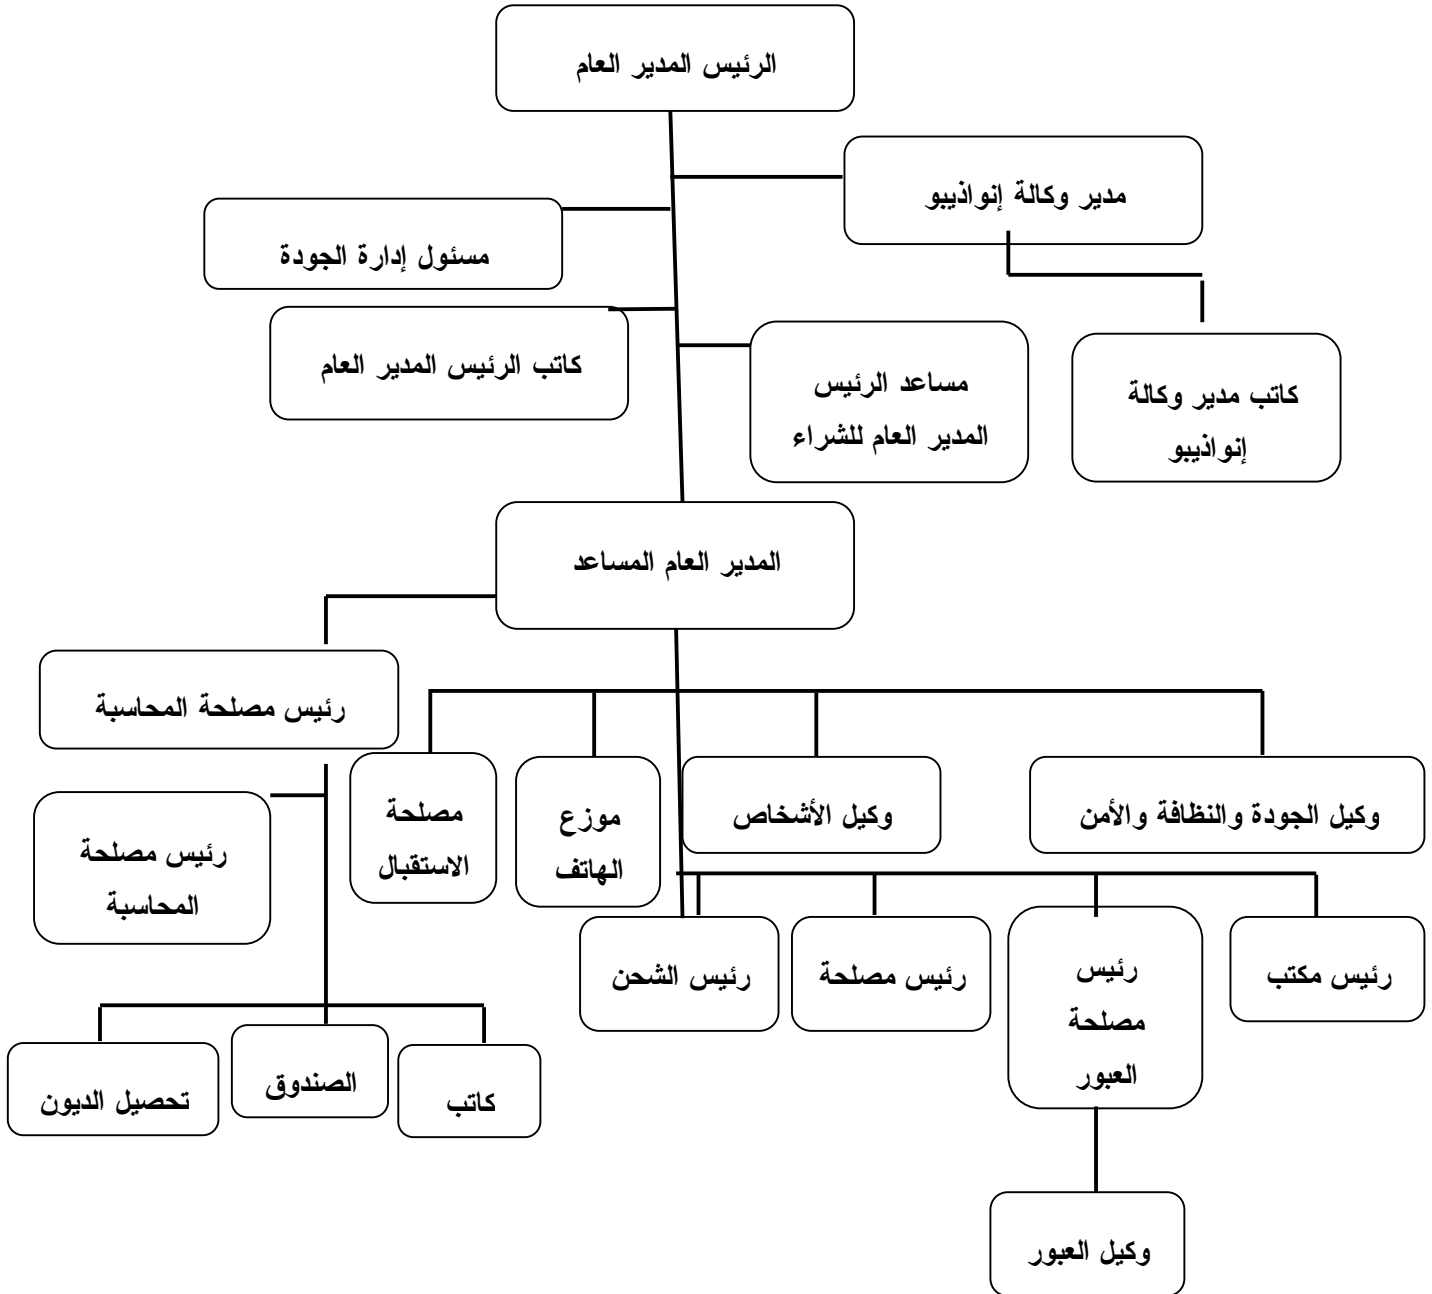 الرئيس المدير العام
مدير وكالة إنواذيبو
مسئول إدارة الجودة
كاتب الرئيس المدير العام
مساعد الرئيس
المدير العام للشراء
كاتب مدير وكالة
إنواذيبو
المدير العام المساعد
رئيس مصلحة المحاسبة
وكيل الجودة والنظافة والأمن
وكيل الأشخاص
موزع
الهاتف
مصلحة
الاستقبال
رئيس مصلحة
المحاسبة
رئيس مكتب
رئيس
مصلحة
العبور
رئيس مصلحة
رئيس الشحن
كاتب
الصندوق
تحصيل الديون
وكيل العبور